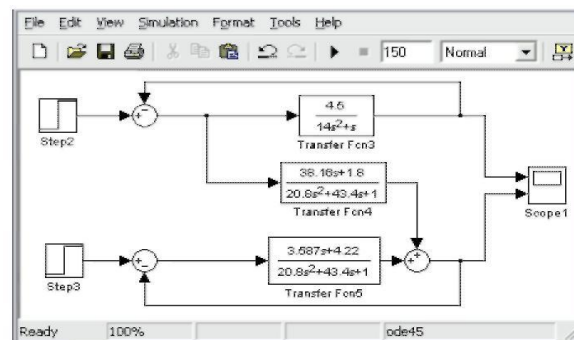 File Edit View Simulation Format Tools Help
150 Normal
Step2
4.5
14s²+s
Transfer Fcn3
38.16s+1.8
20.8s²+43.4s+1
Transfer Fcn4
Scope1
Step3
3.587s+4.22
20.8s²+43.4s+1
Transfer Fcn5
Ready 100% ode45